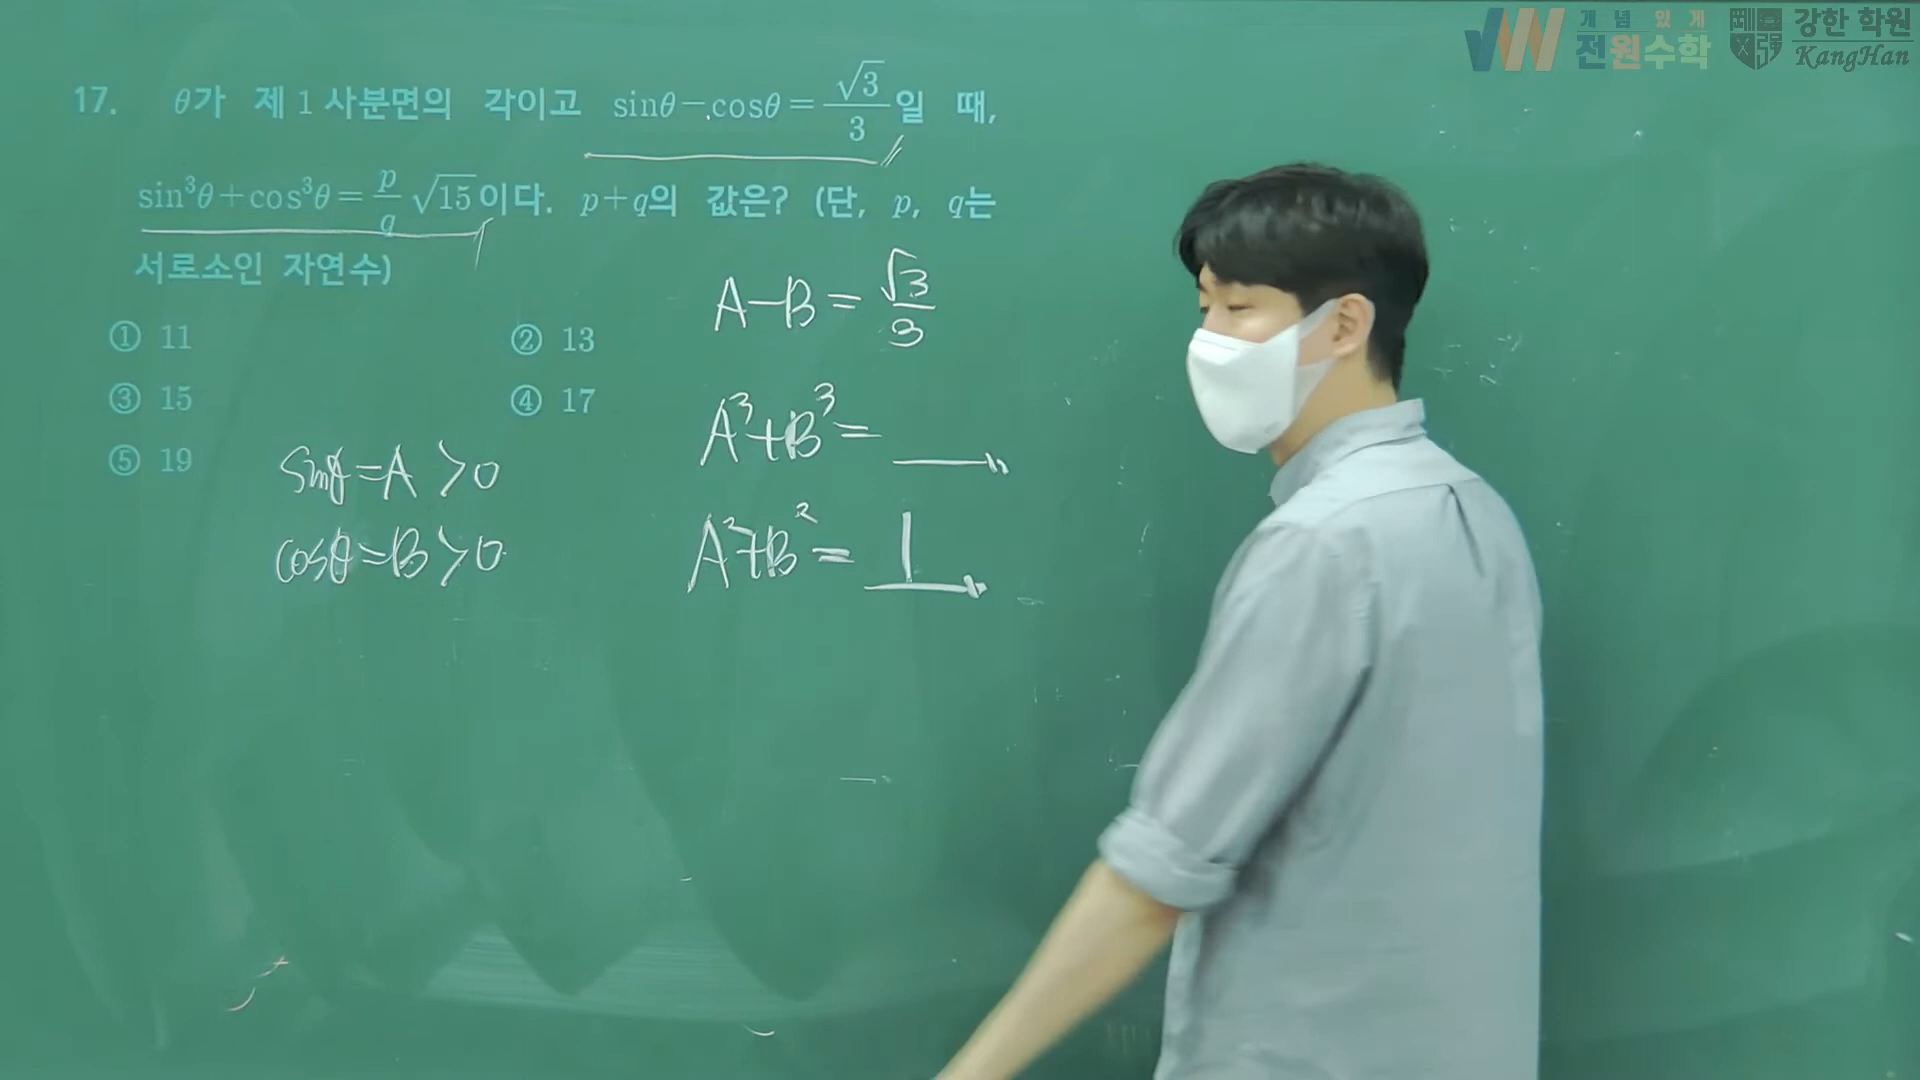 개념 있게
전원수학
강한 학원
KangHan
17. θ가 제 1 사분면의 각이고 sinθ-cosθ=√3/3일 때,
sin³θ+cos³θ=p/q √15이다. p+q의 값은? (단, p, q는
서로소인 자연수)
① 11
② 13
③ 15
④ 17
⑤ 19
sinθ=A>0
cosθ=B>0
A-B=√3/3
A³+B³=
A²+B²=1